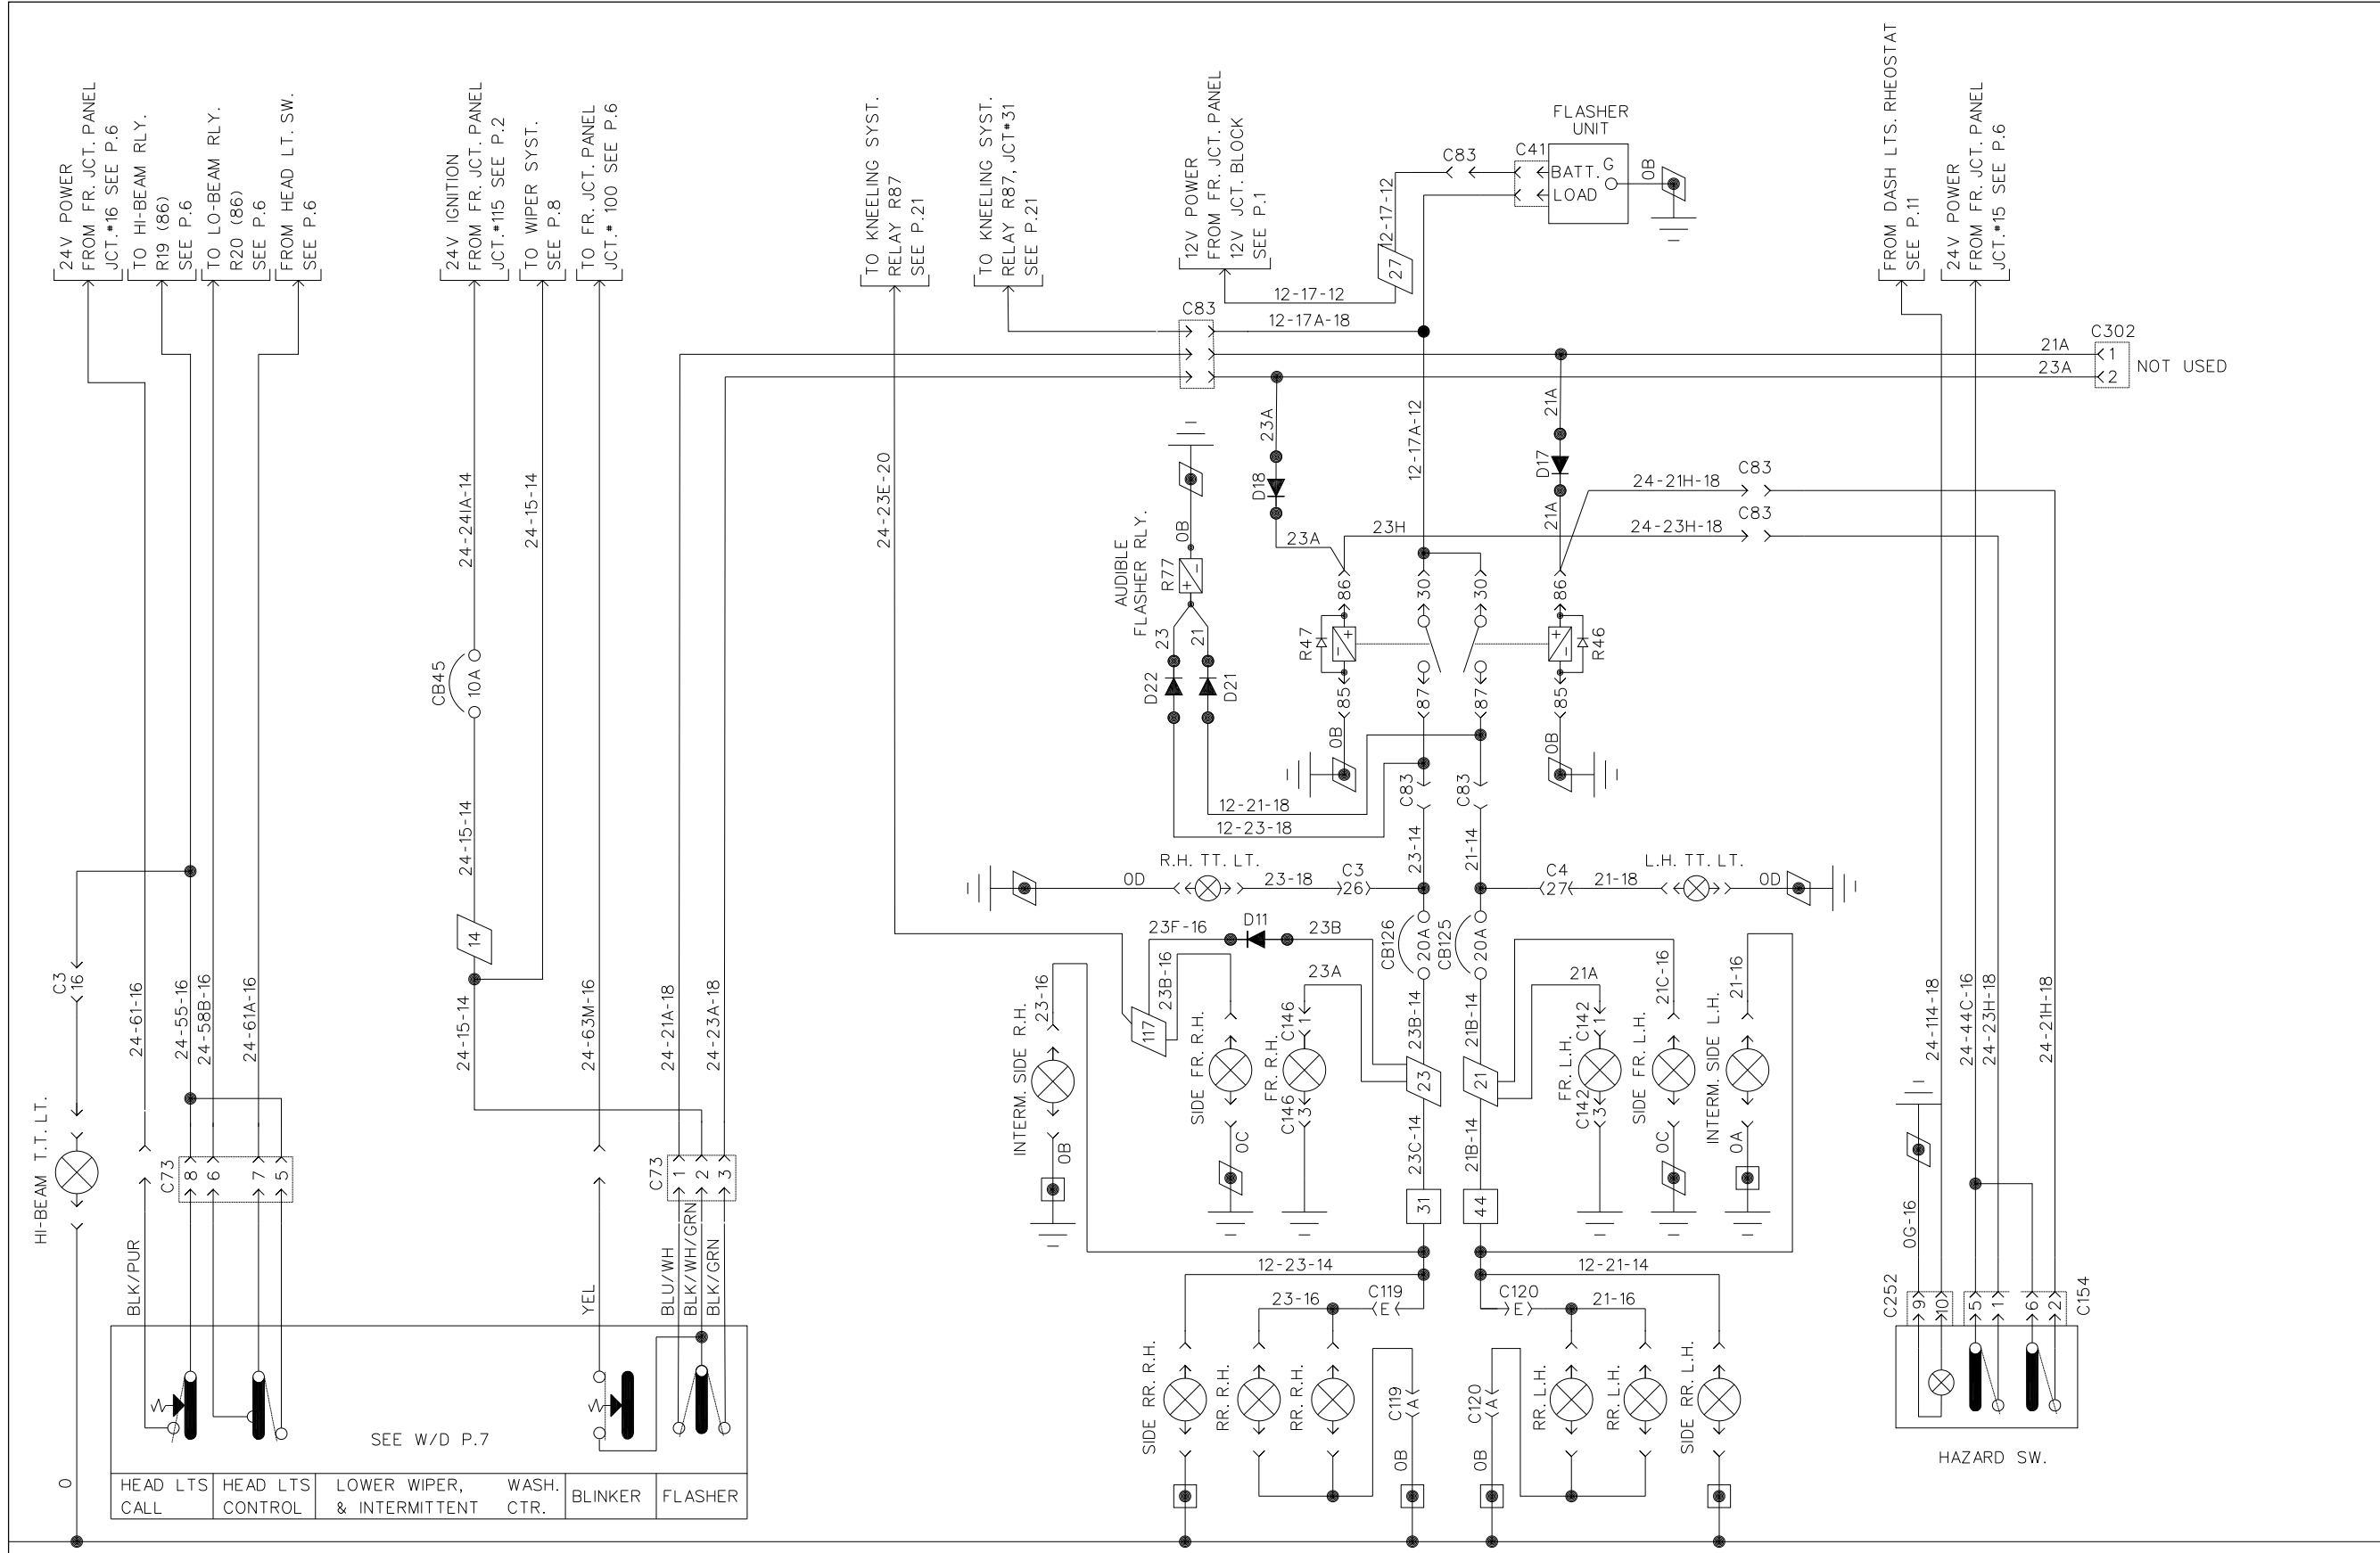 24V POWER
FROM FR. JCT. PANEL
JCT.#16 SEE P.6
TO HI-BEAM RLY.
R19 (86)
SEE P.6
TO LO-BEAM RLY.
R20 (86)
SEE P.6
FROM HEAD LT. SW.
SEE P.6
24V IGNITION
FROM FR. JCT. PANEL
JCT.#115 SEE P.2
TO WIPER SYST.
SEE P.8
TO FR. JCT. PANEL
JCT.# 100 SEE P.6
TO KNEELING SYST.
RELAY R87
SEE P.21
TO KNEELING SYST.
RELAY R87, JCT#31
SEE P.21
12V POWER
FROM FR. JCT. PANEL
12V JCT. BLOCK
SEE P.1
FLASHER
UNIT
C83
C41
BATT.
G
LOAD
0B
12-17-12
27
12-17-12
FROM DASH LTS. RHEOSTAT
SEE P.11
24V POWER
FROM FR. JCT. PANEL
JCT.#15 SEE P.6
C83
12-17A-18
C302
21A
1
23A
2
NOT USED
24-24IA-14
24-15-14
24-23E-20
0B
23A
D18
23A
12-17A-12
21A
D17
21A
24-21H-18
C83
23H
24-23H-18
C83
AUDIBLE
FLASHER RLY.
R77
+
-
23
21
D22
D21
R47
86
+
-
85
0B
30
30
87
87
86
+
-
R46
85
0B
CB45
10A
24-15-14
14
24-15-14
12-21-18
12-23-18
C83
C83
23-14
21-14
R.H. TT. LT.
0D
23-18
C3
26
L.H. TT. LT.
C4
27
21-18
0D
23F-16
D11
23B
CB126
20A
CB125
20A
23-16
117
23B-16
23A
21A
21C-16
21-16
C3
16
24-61-16
24-55-16
24-58B-16
24-61A-16
24-63M-16
24-21A-18
24-23A-18
INTERM. SIDE R.H.
0B
SIDE FR. R.H.
0C
FR. R.H.
C146
1
C146
3
23B-14
23
23C-14
31
21B-14
21
21B-14
44
FR. L.H.
C142
1
C142
3
SIDE FR. L.H.
0C
INTERM. SIDE L.H.
0A
24-114-18
24-44C-16
24-23H-18
24-21H-18
HI-BEAM T.T. LT.
0
C73
8
6
7
5
C73
1
2
3
BLK/PUR
YEL
BLU/WH
BLK/WH/GRN
BLK/GRN
12-23-14
12-21-14
23-16
C119
E
C120
E
21-16
SIDE RR. R.H.
RR. R.H.
RR. R.H.
C119
A
0B
C120
A
0B
RR. L.H.
RR. L.H.
SIDE RR. L.H.
0G-16
C252
9
10
5
1
6
2
C154
HAZARD SW.
SEE W/D P.7
HEAD LTS
CALL
HEAD LTS
CONTROL
LOWER WIPER,
& INTERMITTENT
WASH.
CTR.
BLINKER
FLASHER